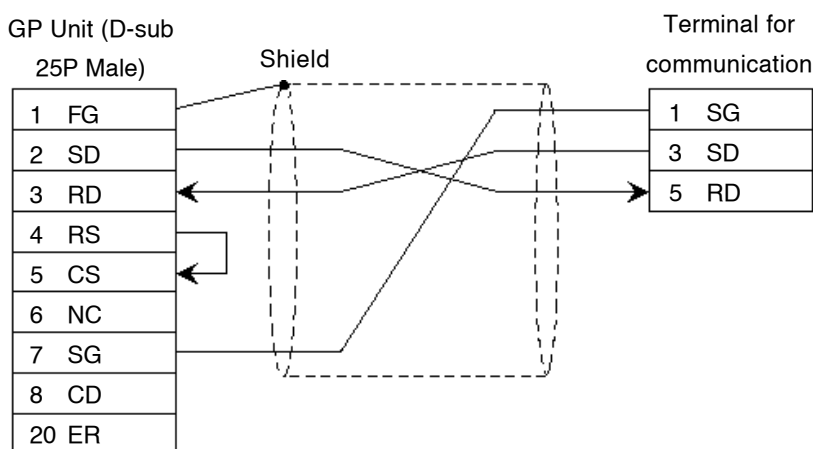 GP Unit (D-sub
25P Male)
Shield
Terminal for
communication
1 FG
2 SD
3 RD
4 RS
5 CS
6 NC
7 SG
8 CD
20 ER
1 SG
3 SD
5 RD